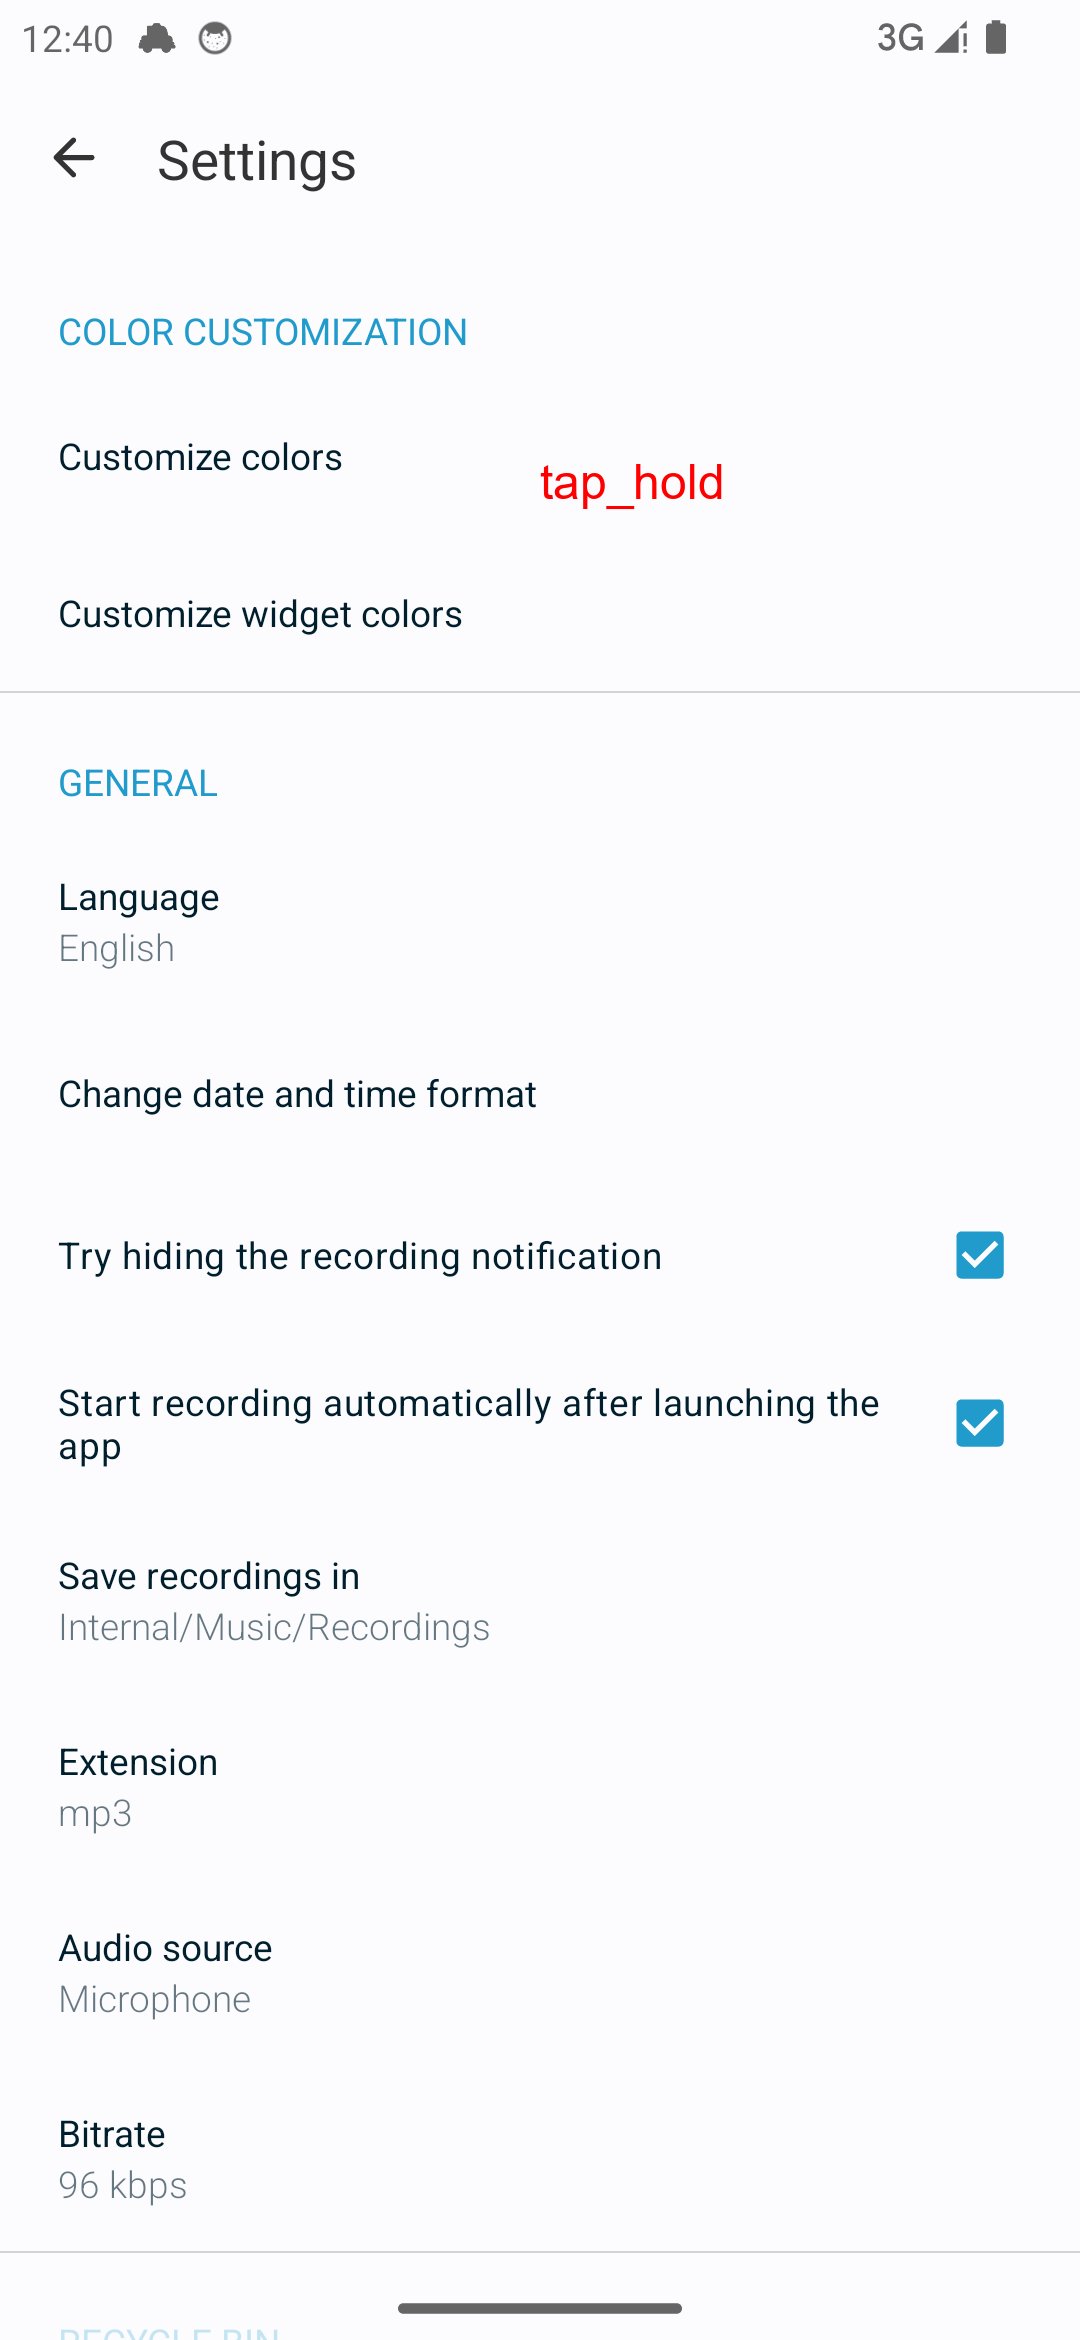 12:40
3G
Settings
COLOR CUSTOMIZATION
Customize colors
tap_hold
Customize widget colors
GENERAL
Language
English
Change date and time format
Try hiding the recording notification
Start recording automatically after launching the
app
Save recordings in
Internal/Music/Recordings
Extension
mp3
Audio source
Microphone
Bitrate
96 kbps
RECYCLE BIN